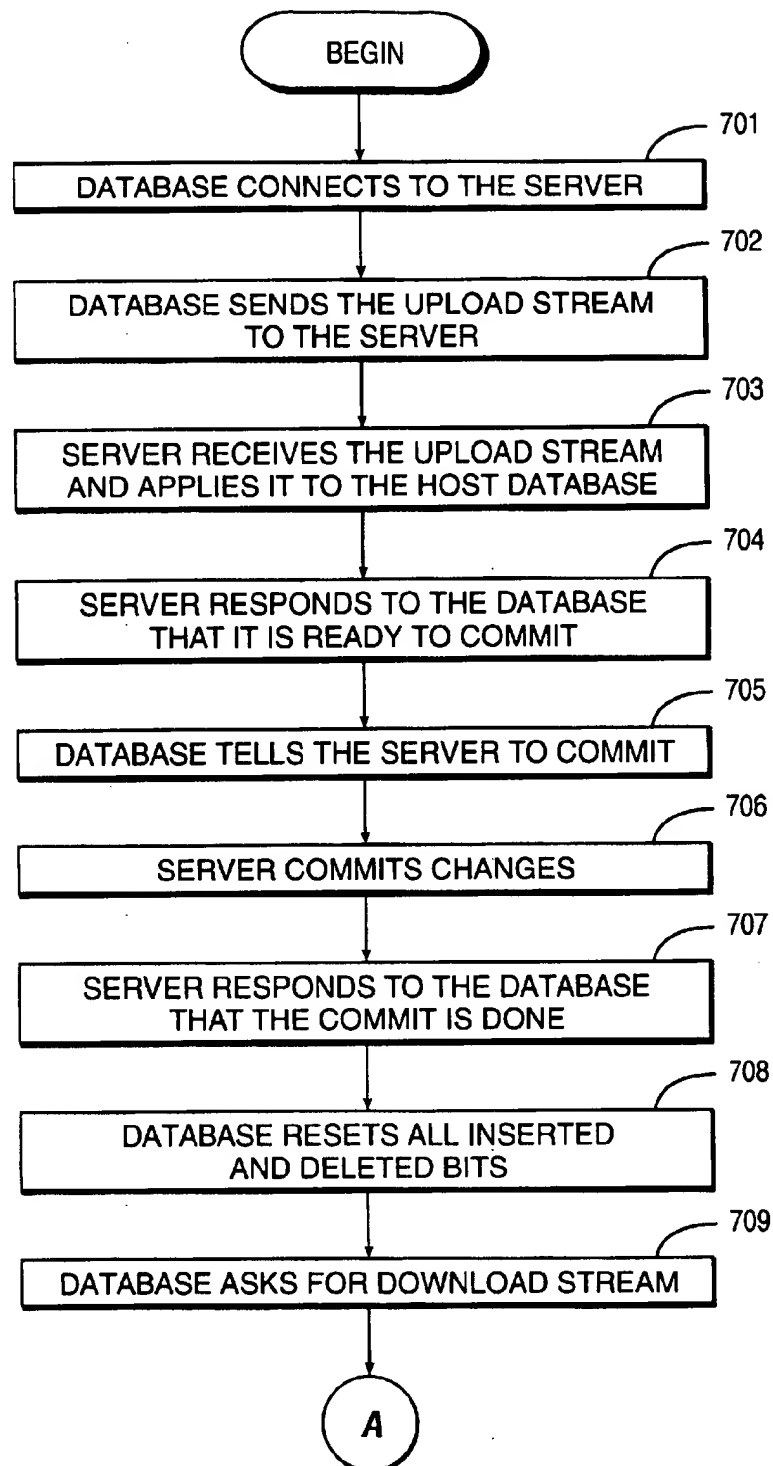 BEGIN
701
DATABASE CONNECTS TO THE SERVER
702
DATABASE SENDS THE UPLOAD STREAM
TO THE SERVER
703
SERVER RECEIVES THE UPLOAD STREAM
AND APPLIES IT TO THE HOST DATABASE
704
SERVER RESPONDS TO THE DATABASE
THAT IT IS READY TO COMMIT
705
DATABASE TELLS THE SERVER TO COMMIT
706
SERVER COMMITS CHANGES
707
SERVER RESPONDS TO THE DATABASE
THAT THE COMMIT IS DONE
708
DATABASE RESETS ALL INSERTED
AND DELETED BITS
709
DATABASE ASKS FOR DOWNLOAD STREAM
A